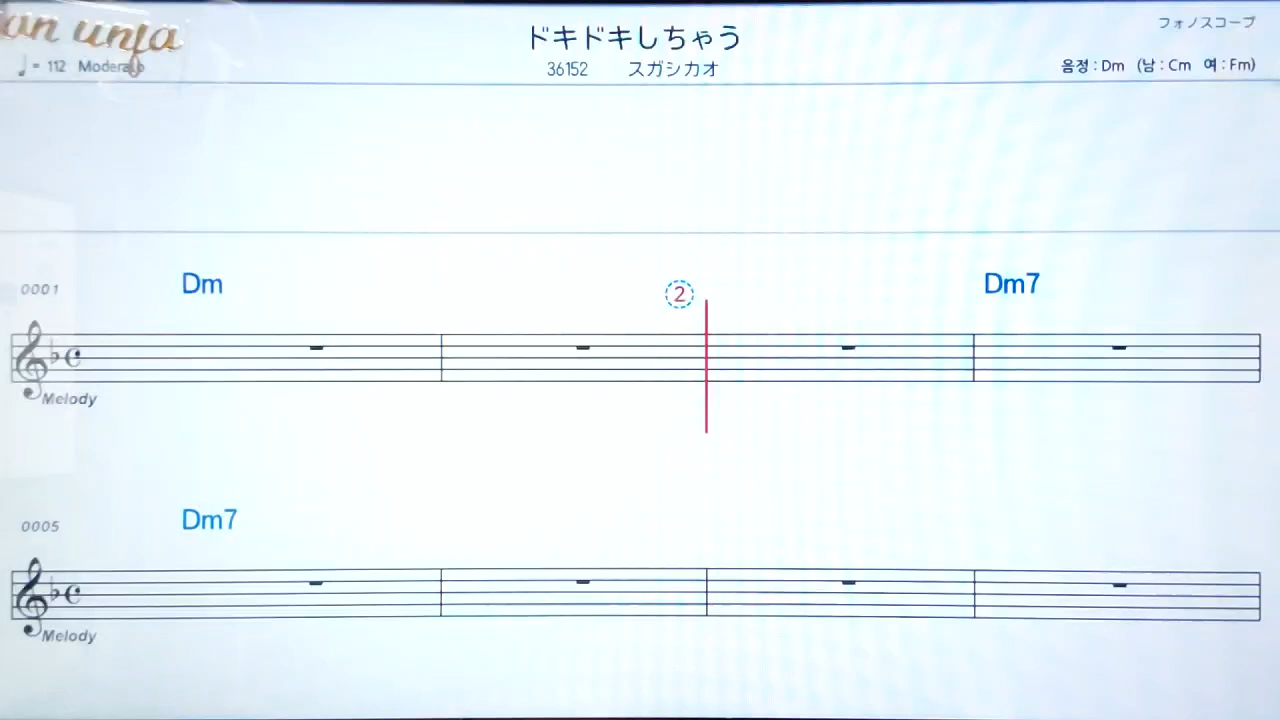 an unfa
ドキドキしちゃう
フォノスコープ
♩= 112 Moderato
36152 スガシカオ
음정 : Dm (남 : Cm 여 : Fm)
0001 Dm ② Dm7
Melody
0005 Dm7
Melody